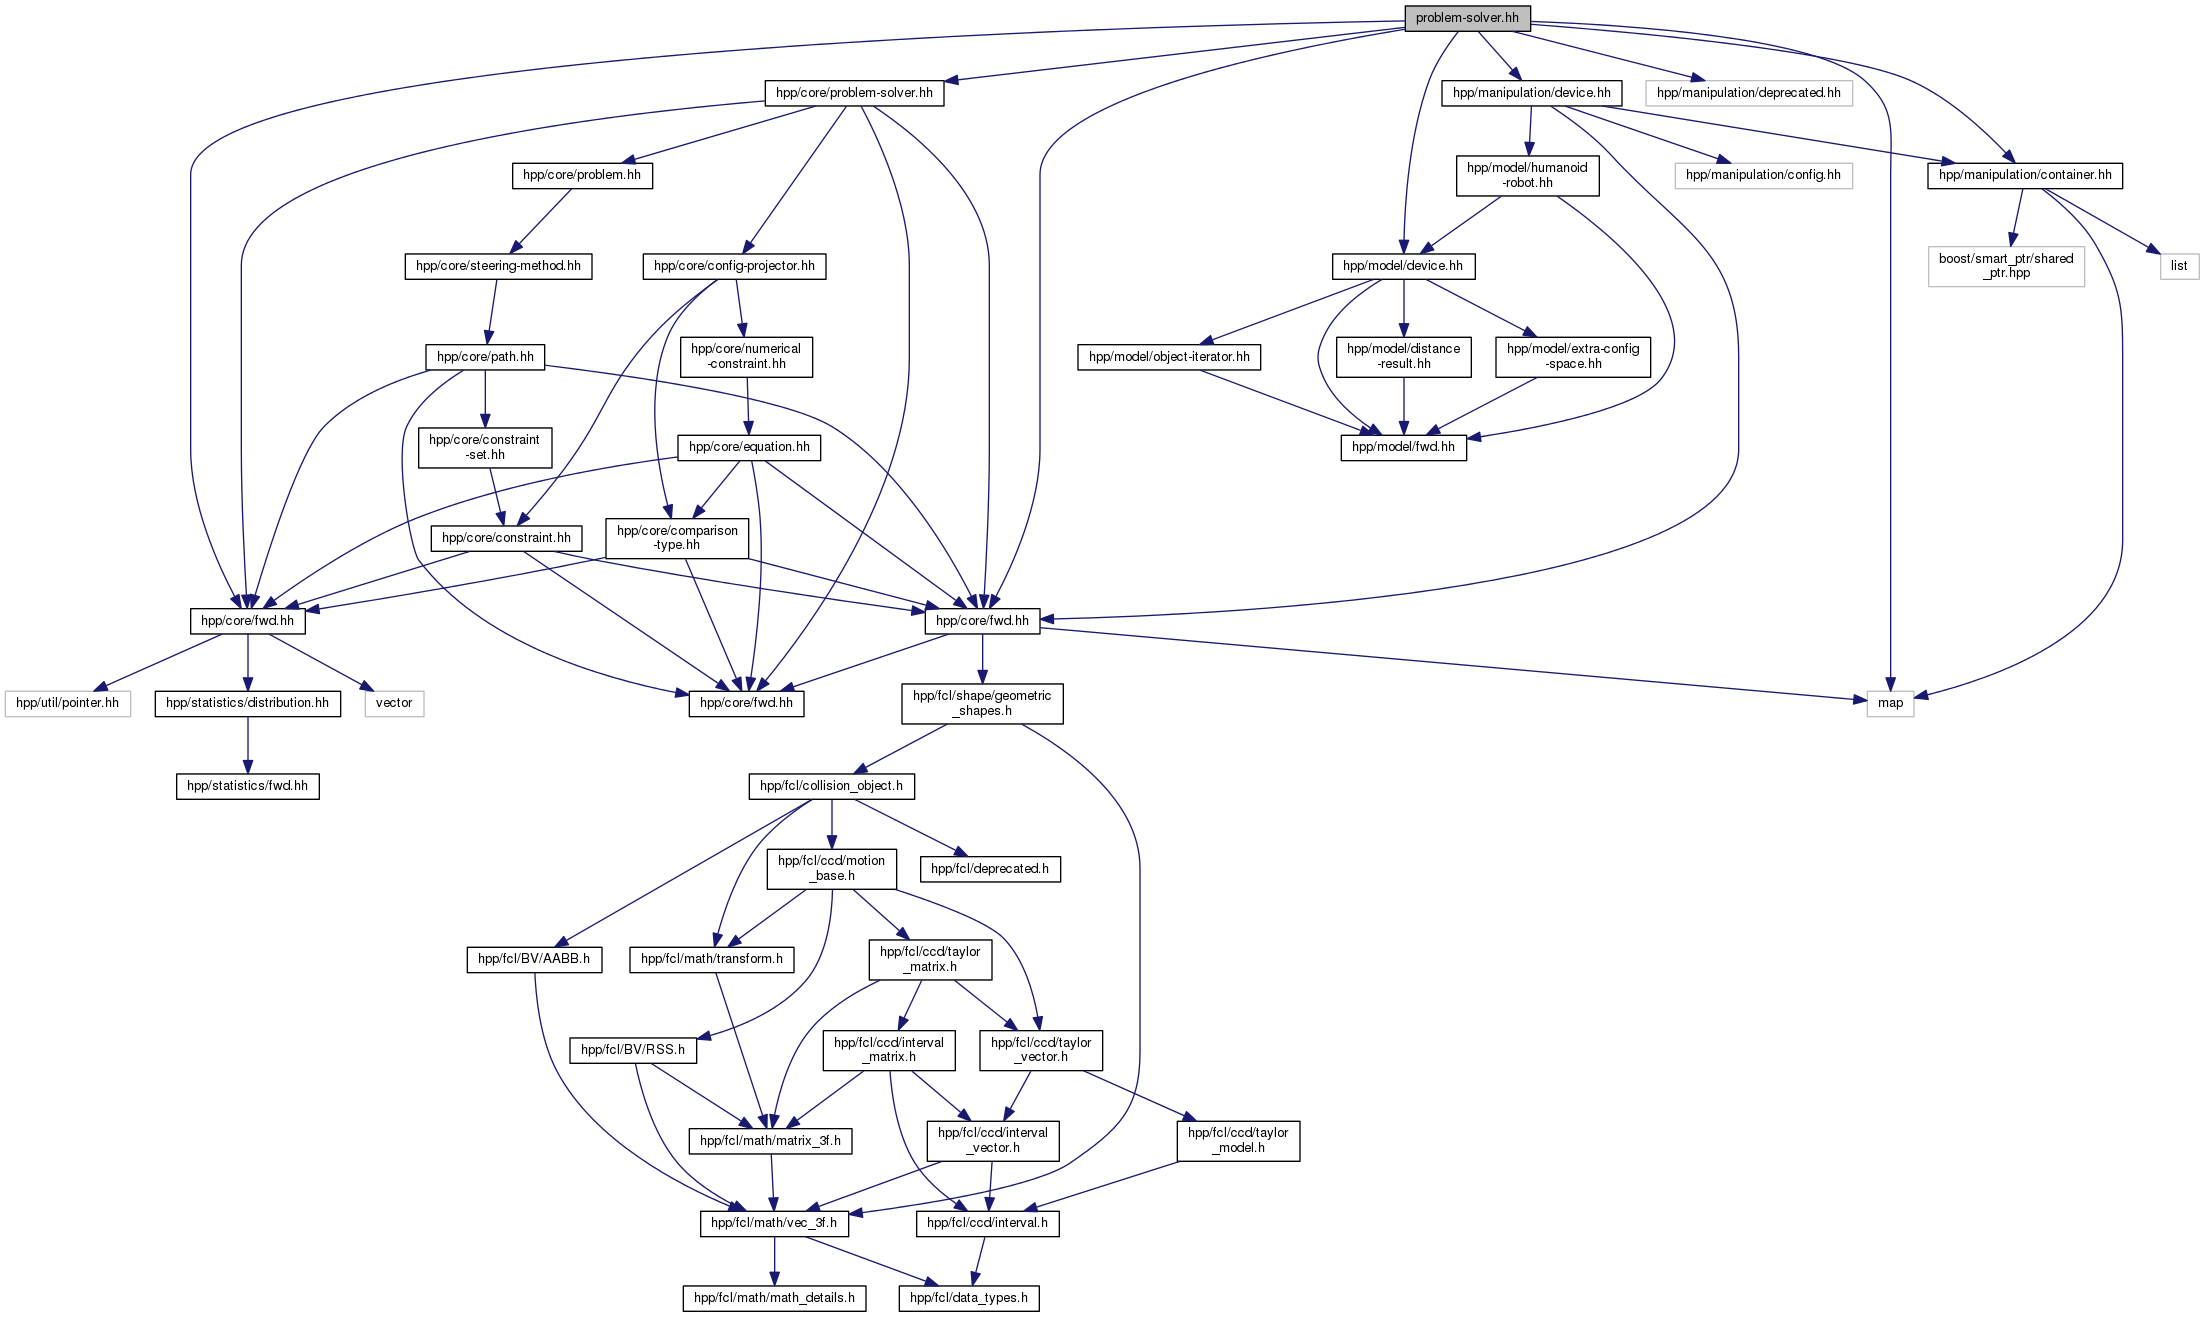 problem-solver.hh
hpp/core/problem-solver.hh
hpp/manipulation/device.hh
hpp/manipulation/deprecated.hh
hpp/core/problem.hh
hpp/model/humanoid
-robot.hh
hpp/manipulation/config.hh
hpp/manipulation/container.hh
hpp/core/steering-method.hh
hpp/core/config-projector.hh
hpp/model/device.hh
boost/smart_ptr/shared
_ptr.hpp
list
hpp/core/path.hh
hpp/core/numerical
-constraint.hh
hpp/model/object-iterator.hh
hpp/model/distance
-result.hh
hpp/model/extra-config
-space.hh
hpp/core/constraint
-set.hh
hpp/core/equation.hh
hpp/model/fwd.hh
hpp/core/constraint.hh
hpp/core/comparison
-type.hh
hpp/core/fwd.hh
hpp/core/fwd.hh
hpp/util/pointer.hh
hpp/statistics/distribution.hh
vector
hpp/core/fwd.hh
hpp/fcl/shape/geometric
_shapes.h
map
hpp/statistics/fwd.hh
hpp/fcl/collision_object.h
hpp/fcl/ccd/motion
_base.h
hpp/fcl/deprecated.h
hpp/fcl/BV/AABB.h
hpp/fcl/math/transform.h
hpp/fcl/ccd/taylor
_matrix.h
hpp/fcl/BV/RSS.h
hpp/fcl/ccd/interval
_matrix.h
hpp/fcl/ccd/taylor
_vector.h
hpp/fcl/math/matrix_3f.h
hpp/fcl/ccd/interval
_vector.h
hpp/fcl/ccd/taylor
_model.h
hpp/fcl/math/vec_3f.h
hpp/fcl/ccd/interval.h
hpp/fcl/math/math_details.h
hpp/fcl/data_types.h